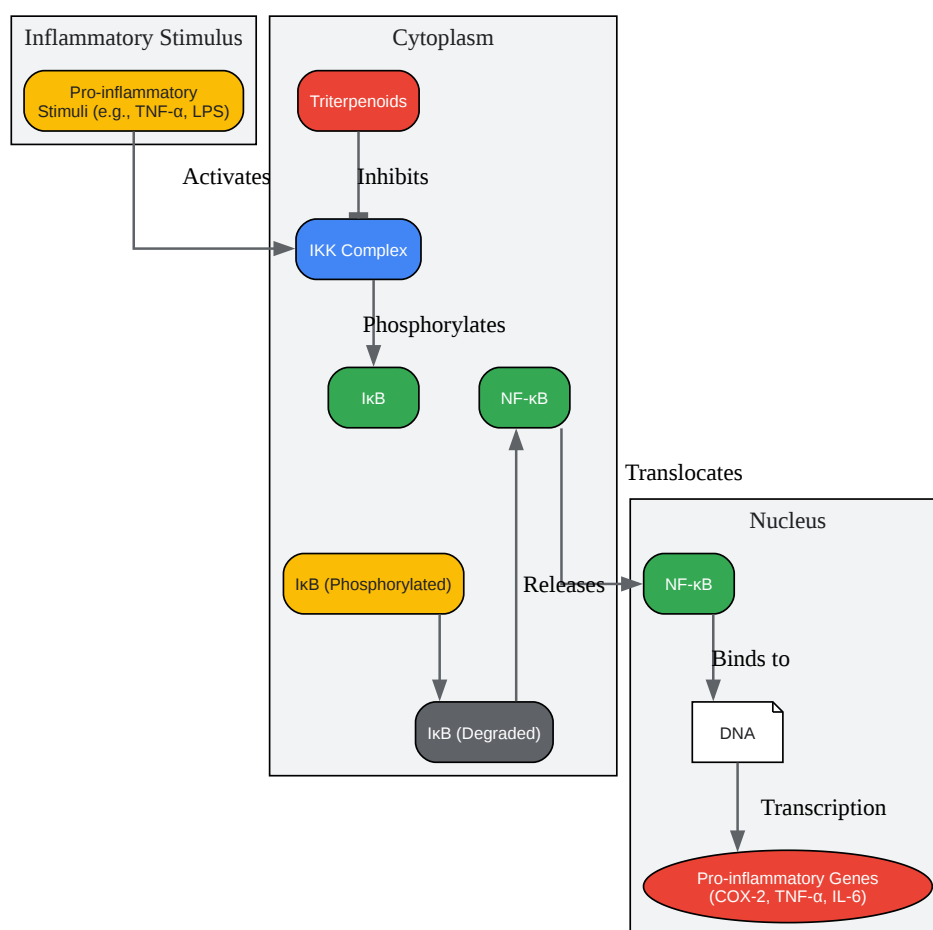 Inflammatory Stimulus
Pro-inflammatory
Stimuli (e.g., TNF-α, LPS)
Cytoplasm
Triterpenoids
Activates
Inhibits
IKK Complex
Phosphorylates
IκB
NF-κB
Translocates
Nucleus
IκB (Phosphorylated)
Releases
NF-κB
Binds to
IκB (Degraded)
DNA
Transcription
Pro-inflammatory Genes
(COX-2, TNF-α, IL-6)